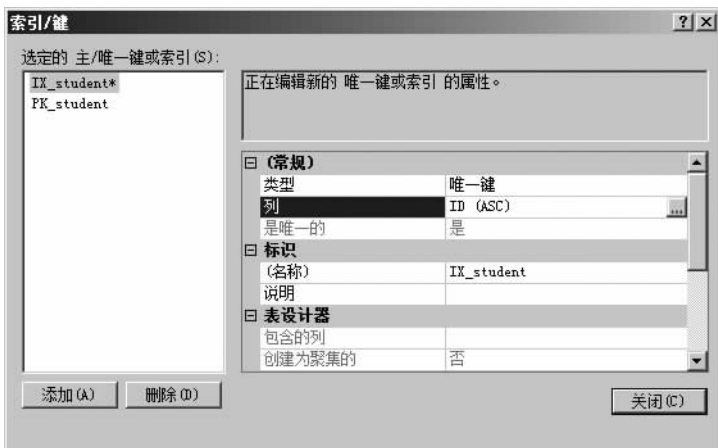 索引/键
选定的 主/唯一键或索引(S):
IX_student*
PK_student
正在编辑新的 唯一键或索引 的属性。
(常规)
类型 唯一键
列 ID (ASC) ...
是唯一的 是
标识
(名称) IX_student
说明
表设计器
包含的列
创建为聚集的 否
添加(A) 删除(D) 关闭(C)